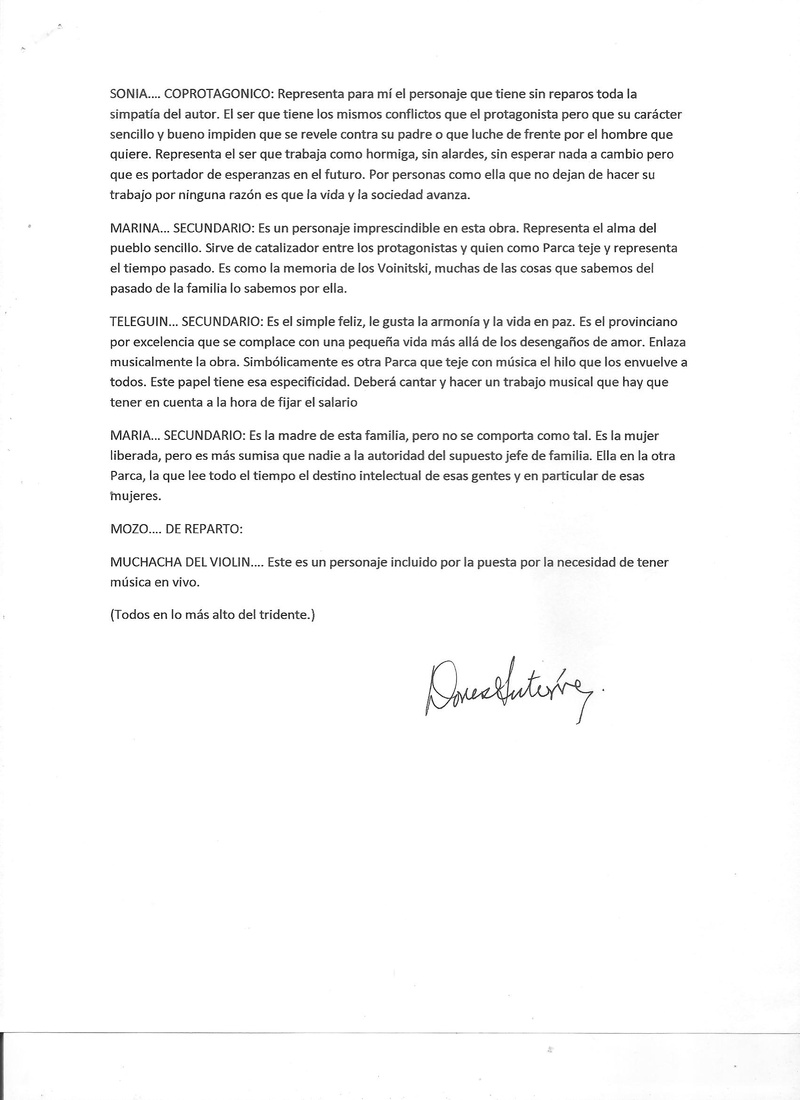 SONIA.... COPROTAGONICO: Representa para mí el personaje que tiene sin reparos toda la
simpatía del autor. El ser que tiene los mismos conflictos que el protagonista pero que su carácter
sencillo y bueno impiden que se revele contra su padre o que luche de frente por el hombre que
quiere. Representa el ser que trabaja como hormiga, sin alardes, sin esperar nada a cambio pero
que es portador de esperanzas en el futuro. Por personas como ella que no dejan de hacer su
trabajo por ninguna razón es que la vida y la sociedad avanza.
MARINA... SECUNDARIO: Es un personaje imprescindible en esta obra. Representa el alma del
pueblo sencillo. Sirve de catalizador entre los protagonistas y quien como Parca teje y representa
el tiempo pasado. Es como la memoria de los Voinitski, muchas de las cosas que sabemos del
pasado de la familia lo sabemos por ella.
TELEGUIN... SECUNDARIO: Es el simple feliz, le gusta la armonía y la vida en paz. Es el provinciano
por excelencia que se complace con una pequeña vida más allá de los desengaños de amor. Enlaza
musicalmente la obra. Simbólicamente es otra Parca que teje con música el hilo que los envuelve a
todos. Este papel tiene esa especificidad. Deberá cantar y hacer un trabajo musical que hay que
tener en cuenta a la hora de fijar el salario
MARIA... SECUNDARIO: Es la madre de esta familia, pero no se comporta como tal. Es la mujer
liberada, pero es más sumisa que nadie a la autoridad del supuesto jefe de familia. Ella en la otra
Parca, la que lee todo el tiempo el destino intelectual de esas gentes y en particular de esas
mujeres.
MOZO.... DE REPARTO:
MUCHACHA DEL VIOLIN.... Este es un personaje incluido por la puesta por la necesidad de tener
música en vivo.
(Todos en lo más alto del tridente.)